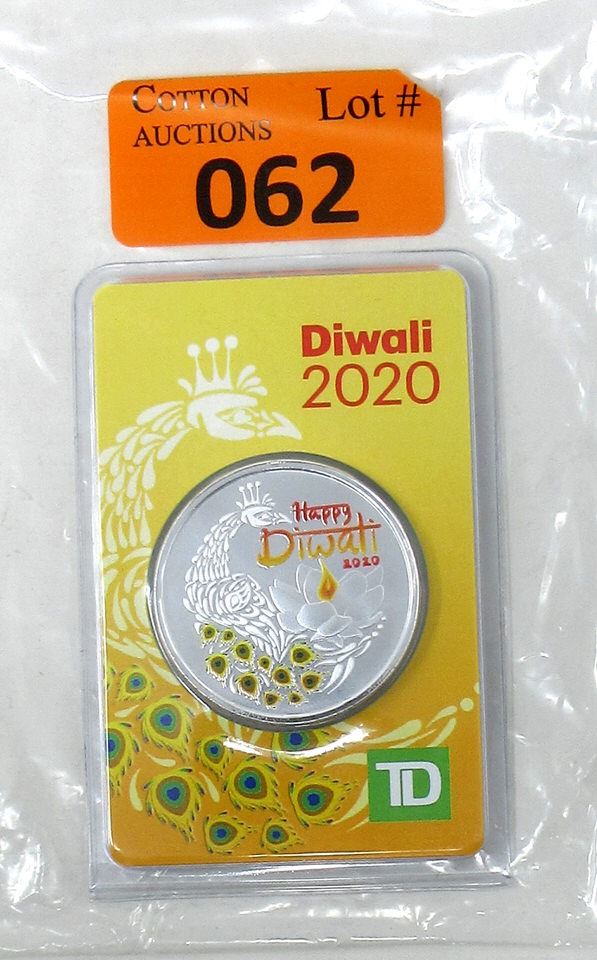 COTTON
AUCTIONS
Lot #
062
Diwali
2020
Happy
Diwali
2020
TD